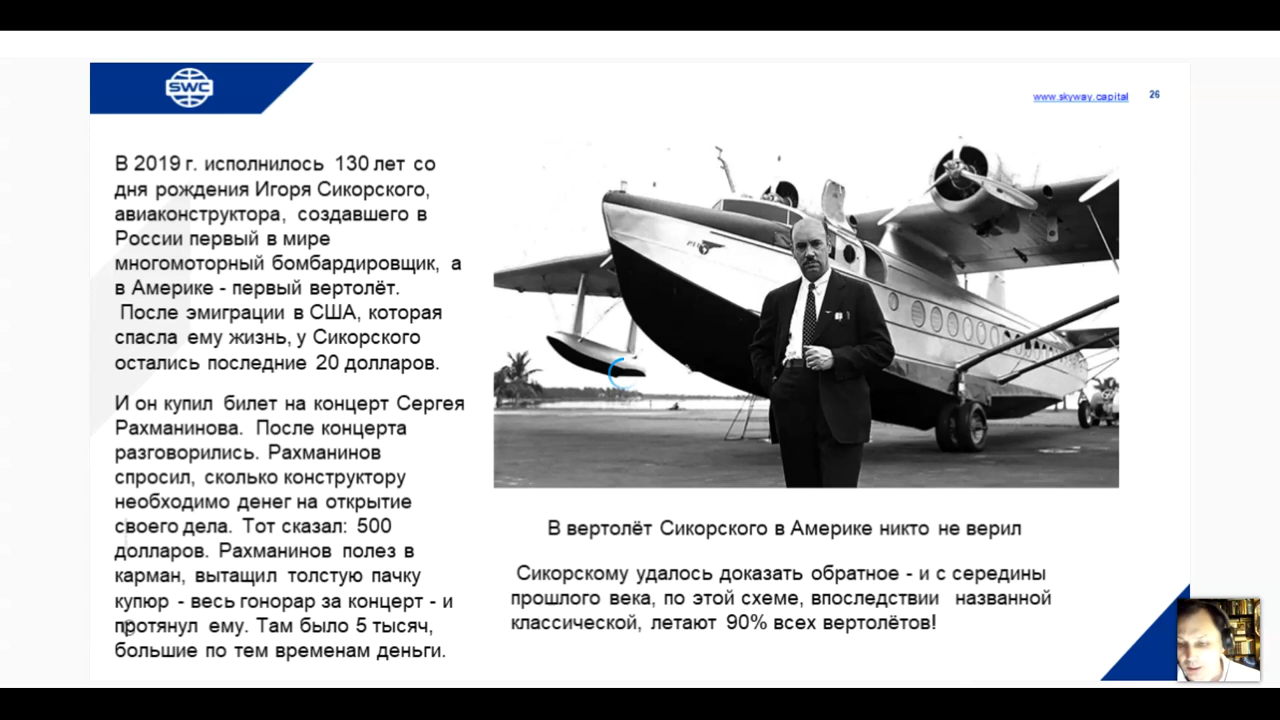 SWC
www.skyway.capital 26
В 2019 г. исполнилось 130 лет со
дня рождения Игоря Сикорского,
авиаконструктора, создавшего в
России первый в мире
многомоторный бомбардировщик, а
в Америке - первый вертолёт.
После эмиграции в США, которая
спасла ему жизнь, у Сикорского
остались последние 20 долларов.
И он купил билет на концерт Сергея
Рахманинова. После концерта
разговорились. Рахманинов
спросил, сколько конструктору
необходимо денег на открытие
своего дела. Тот сказал: 500
долларов. Рахманинов полез в
карман, вытащил толстую пачку
купюр - весь гонорар за концерт - и
протянул ему. Там было 5 тысяч,
большие по тем временам деньги.
В вертолёт Сикорского в Америке никто не верил
Сикорскому удалось доказать обратное - и с середины
прошлого века, по этой схеме, впоследствии названной
классической, летают 90% всех вертолётов!